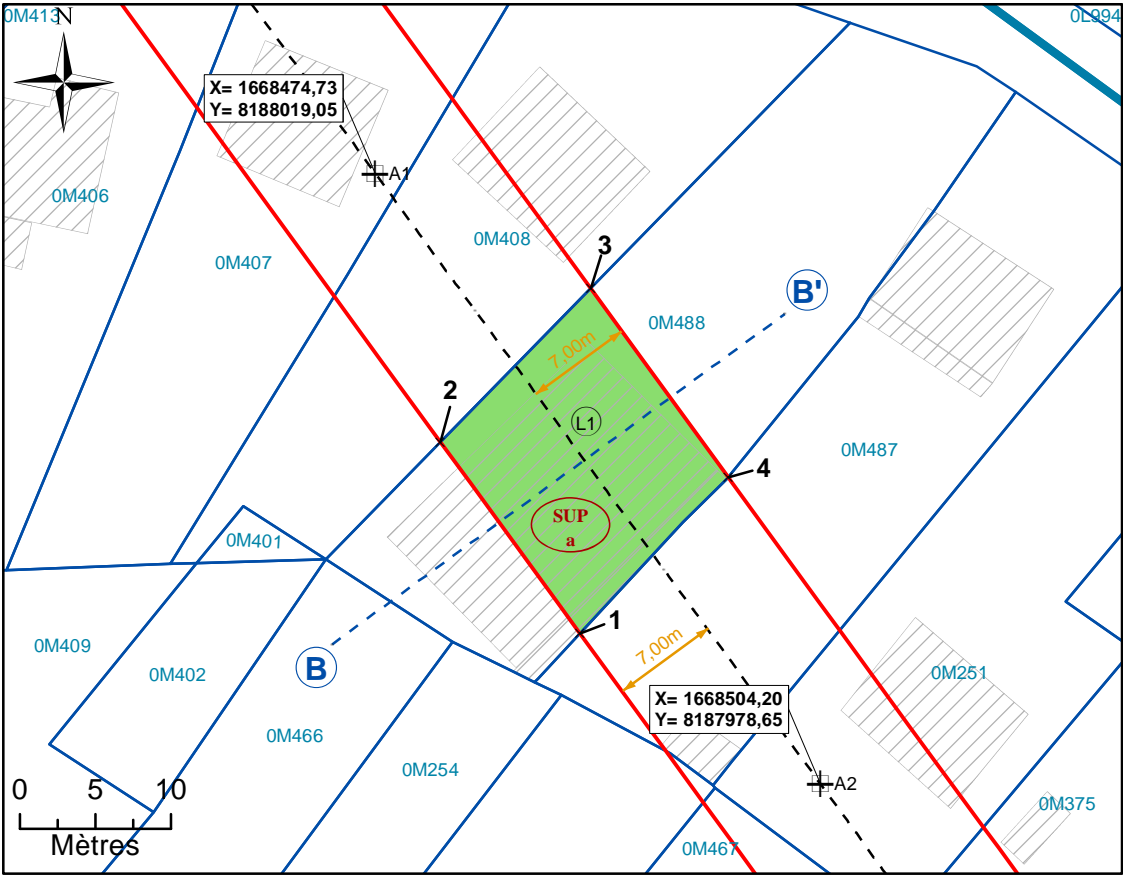 0M413
N
0L994
X= 1668474,73
Y= 8188019,05
A1
0M406
0M407
0M408
3
B'
0M488
7,00m
2
L1
0M487
4
SUP
a
0M401
1
0M409
7,00m
B
0M402
0M251
X= 1668504,20
Y= 8187978,65
0M466
0M254
A2
0 5 10
Mètres
0M375
0M467